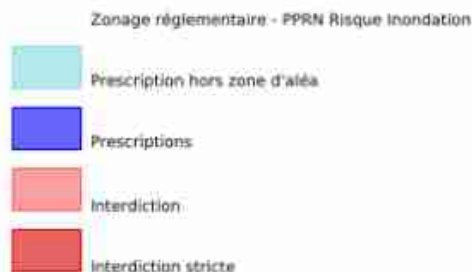 Zonage réglementaire - PPRN Risque Inondation
Prescription hors zone d'aléa
Prescriptions
Interdiction
Interdiction stricte